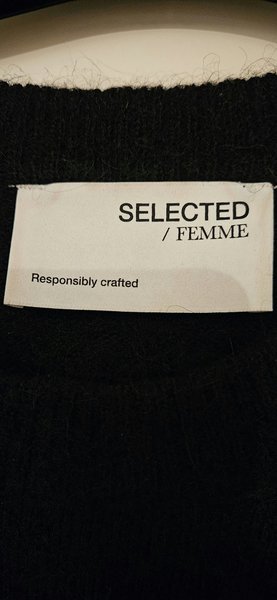 SELECTED
/ FEMME
Responsibly crafted